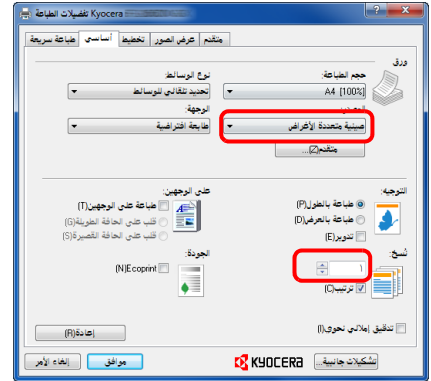 Kyocera تفضيلات الطباعة
طباعة سريعة أساسي تخطيط عرض الصور متقدم
ورق
حجم الطباعة:
A4 [100%]
المصدر:
صينية متعددة الأغراض
متقدم(Z)...
نوع الوسائط:
تحديد تلقائي للوسائط
الوجهة:
طابعة افتراضية
التوجيه:
طباعة بالطول(P)
طباعة بالعرض(D)
تدوير(E)
على الوجهين:
طباعة على الوجهين(T)
قلب على الحافة الطويلة(G)
قلب على الحافة القصيرة(S)
نُسخ:
١
ترتيب(C)
الجودة:
Ecoprint(N)
تدقيق إملائي نحوي(I)
إعادة(R)
تشكيلات جانبية...
KYOCERA
موافق
إلغاء الأمر